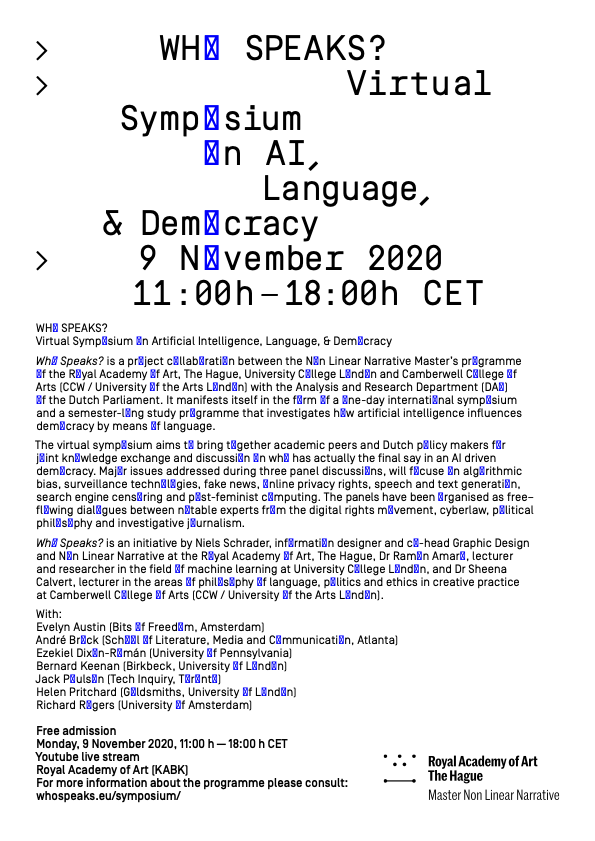 > WH☒ SPEAKS?
> Virtual
Symp☒sium
☒n AI,
Language,
& Dem☒cracy
> 9 N☒vember 2020
11:00h–18:00h CET
WH☒ SPEAKS?
Virtual Symp☒sium ☒n Artificial Intelligence, Language, & Dem☒cracy
Wh☒ Speaks? is a pr☒ject c☒llab☒rati☒n between the N☒n Linear Narrative Master's pr☒gramme
☒f the R☒yal Academy ☒f Art, The Hague, University C☒llege L☒nd☒n and Camberwell C☒llege ☒f
Arts (CCW / University ☒f the Arts L☒nd☒n) with the Analysis and Research Department (DA☒)
☒f the Dutch Parliament. It manifests itself in the f☒rm ☒f a ☒ne-day internati☒nal symp☒sium
and a semester-l☒ng study pr☒gramme that investigates h☒w artificial intelligence influences
dem☒cracy by means ☒f language.
The virtual symp☒sium aims t☒ bring t☒gether academic peers and Dutch p☒licy makers f☒r
j☒int kn☒wledge exchange and discussi☒n ☒n wh☒ has actually the final say in an AI driven
dem☒cracy. Maj☒r issues addressed during three panel discussi☒ns, will f☒cuse ☒n alg☒rithmic
bias, surveillance techn☒l☒gies, fake news, ☒nline privacy rights, speech and text generati☒n,
search engine cens☒ring and p☒st-feminist c☒mputing. The panels have been ☒rganised as free–
fl☒wing dial☒gues between n☒table experts fr☒m the digital rights m☒vement, cyberlaw, p☒litical
phil☒s☒phy and investigative j☒urnalism.
Wh☒ Speaks? is an initiative by Niels Schrader, inf☒rmati☒n designer and c☒-head Graphic Design
and N☒n Linear Narrative at the R☒yal Academy ☒f Art, The Hague, Dr Ram☒n Amar☒, lecturer
and researcher in the field ☒f machine learning at University C☒llege L☒nd☒n, and Dr Sheena
Calvert, lecturer in the areas ☒f phil☒s☒phy ☒f language, p☒litics and ethics in creative practice
at Camberwell C☒llege ☒f Arts (CCW / University ☒f the Arts L☒nd☒n).
With:
Evelyn Austin (Bits ☒f Freed☒m, Amsterdam)
André Br☒ck (Sch☒☒l ☒f Literature, Media and C☒mmunicati☒n, Atlanta)
Ezekiel Dix☒n-R☒mán (University ☒f Pennsylvania)
Bernard Keenan (Birkbeck, University ☒f L☒nd☒n)
Jack P☒uls☒n (Tech Inquiry, T☒r☒nt☒)
Helen Pritchard (G☒ldsmiths, University ☒f L☒nd☒n)
Richard R☒gers (University ☒f Amsterdam)
Free admission
Monday, 9 November 2020, 11:00 h — 18:00 h CET
Youtube live stream
Royal Academy of Art (KABK)
For more information about the programme please consult:
whospeaks.eu/symposium/
Royal Academy of Art
The Hague
Master Non Linear Narrative